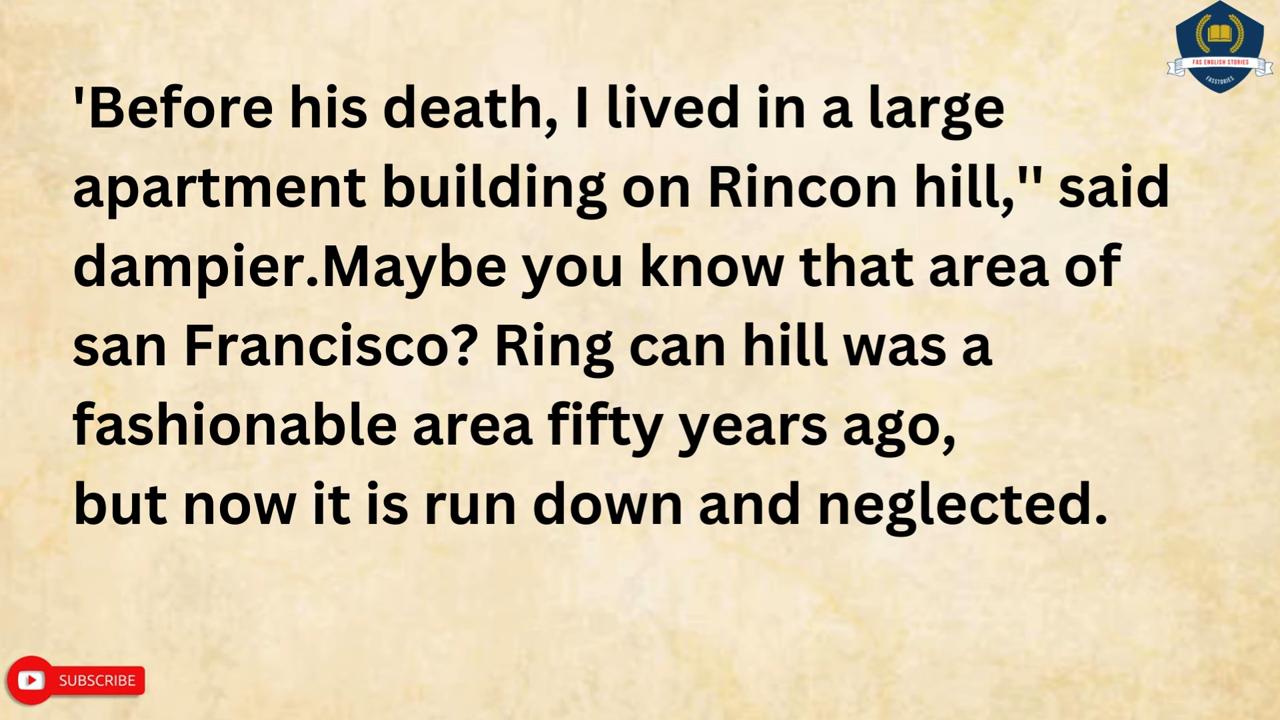 FAS ENGLISH STORIES
FASSTORIES
'Before his death, I lived in a large
apartment building on Rincon hill,'' said
dampier.Maybe you know that area of
san Francisco? Ring can hill was a
fashionable area fifty years ago,
but now it is run down and neglected.
SUBSCRIBE